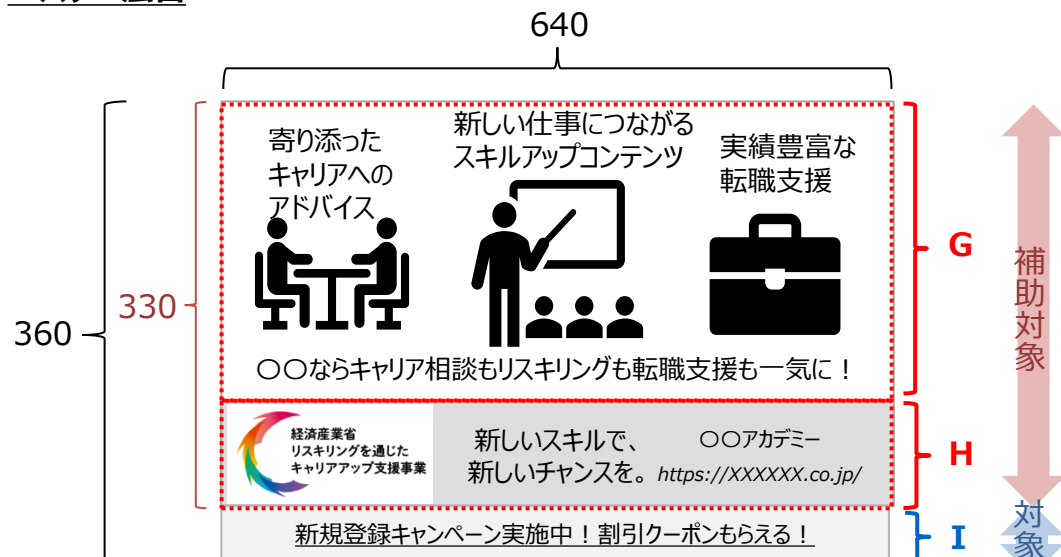 640
寄り添った
キャリアへの
アドバイス
新しい仕事につながる
スキルアップコンテンツ
実績豊富な
転職支援
G
補助対象
330
360
〇〇ならキャリア相談もリスキリングも転職支援も一気に！
経済産業省
リスキリングを通じた
キャリアアップ支援事業
新しいスキルで、
新しいチャンスを。
〇〇アカデミー
https://XXXXXX.co.jp/
H
新規登録キャンペーン実施中！割引クーポンもらえる！
I
対象